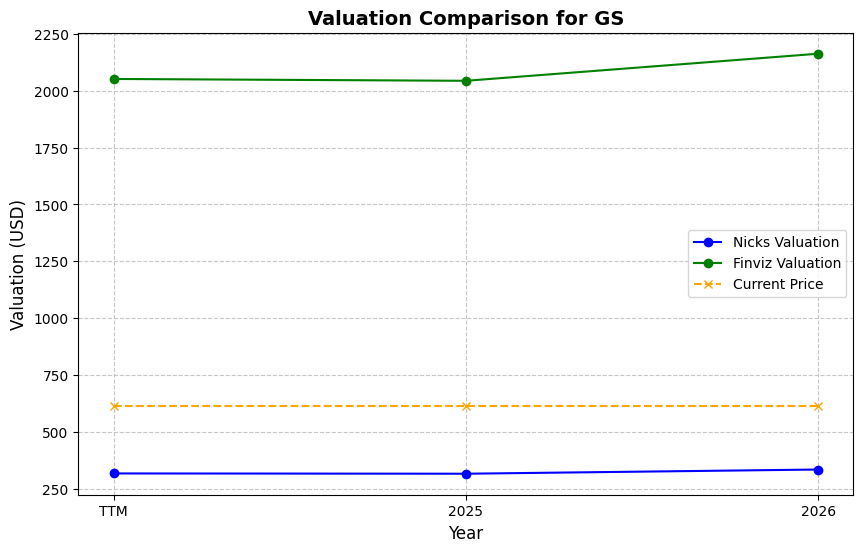 Valuation Comparison for GS
Valuation (USD)
2250
2000
1750
1500
1250
1000
750
500
250
Nicks Valuation
Finviz Valuation
Current Price
TTM
2025
2026
Year